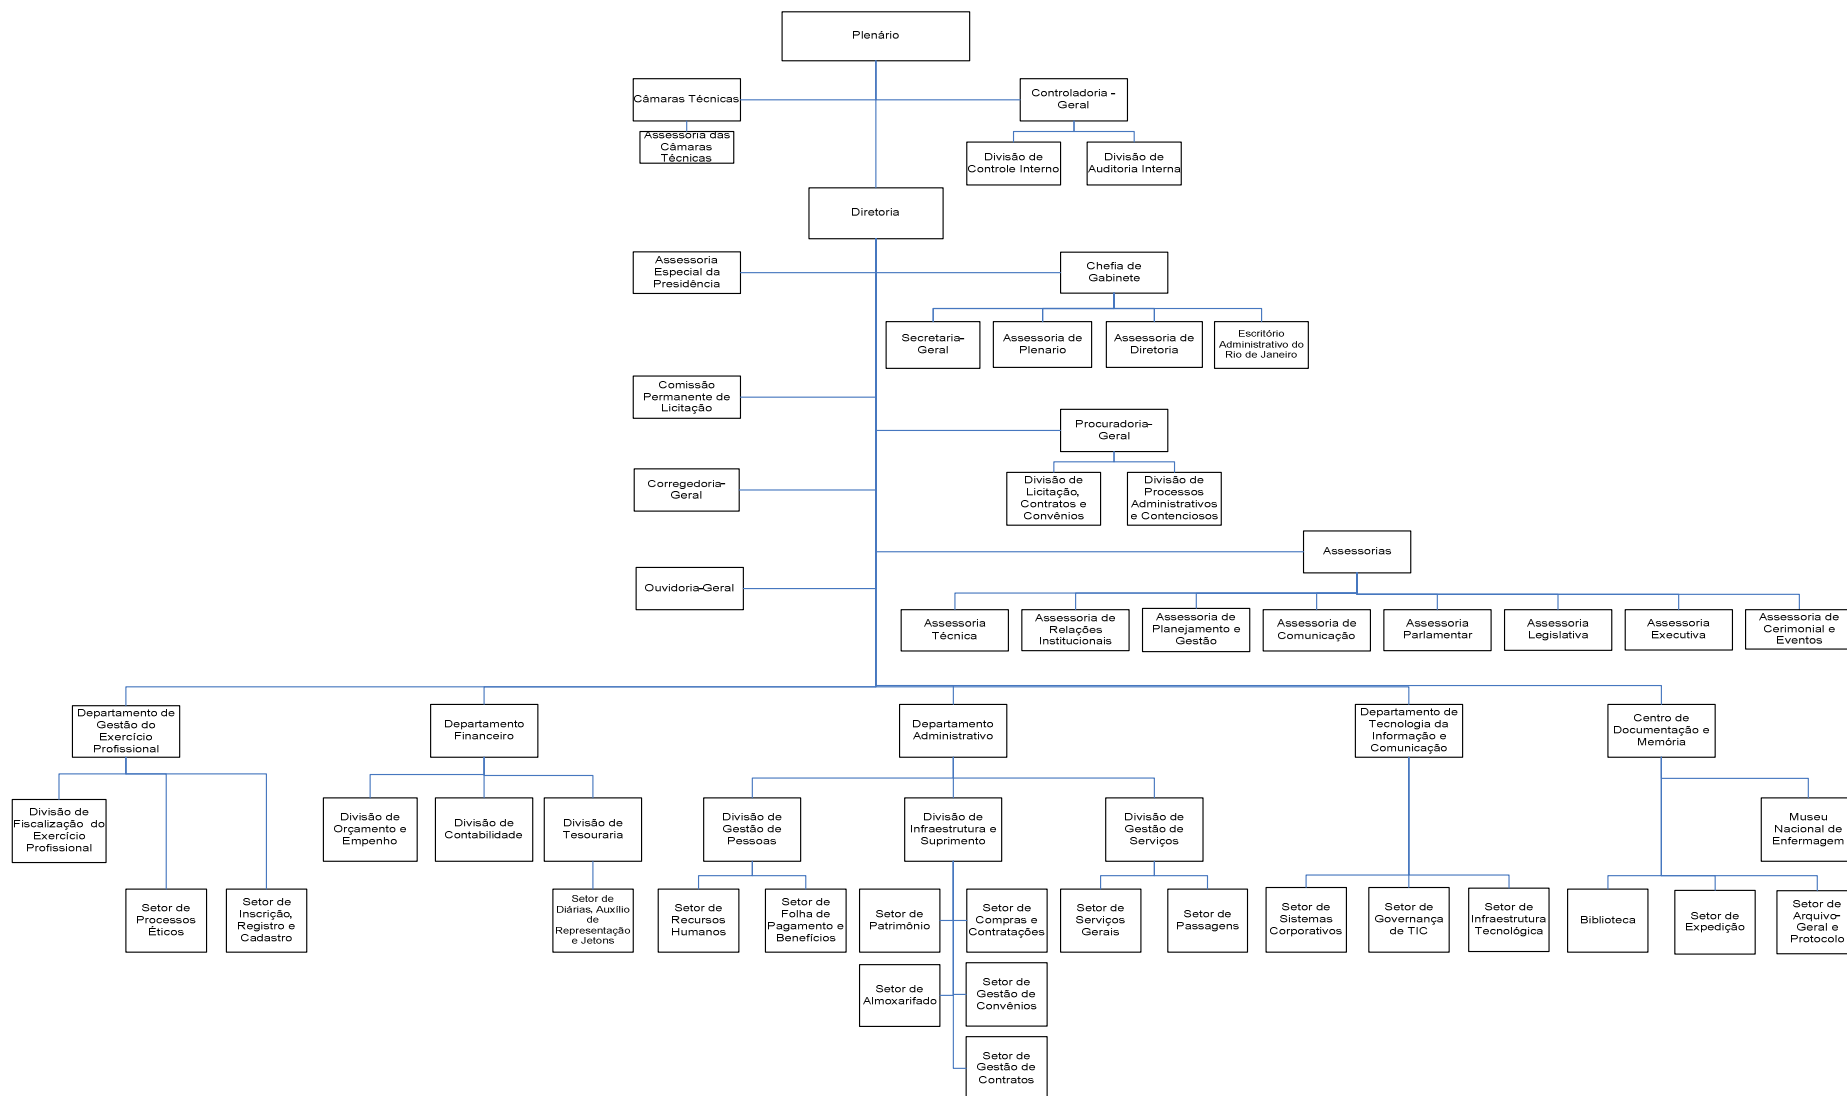 Plenário
Câmaras Técnicas
Controladoria -
Geral
Assessoria das
Câmaras
Técnicas
Divisão de
Controle Interno
Divisão de
Auditoria Interna
Diretoria
Assessoria
Especial da
Presidência
Chefia de
Gabinete
Secretaria-
Geral
Assessoria de
Plenario
Assessoria de
Diretoria
Escritório
Administrativo do
Rio de Janeiro
Comissão
Permanente de
Licitação
Procuradoria-
Geral
Corregedoria-
Geral
Divisão de
Licitação,
Contratos e
Convênios
Divisão de
Processos
Administrativos
e Contenciosos
Assessorias
Ouvidoria-Geral
Assessoria
Técnica
Assessoria de
Relações
Institucionais
Assessoria de
Planejamento e
Gestão
Assessoria de
Comunicação
Assessoria
Parlamentar
Assessoria
Legislativa
Assessoria
Executiva
Assessoria de
Cerimonial e
Eventos
Departamento de
Gestão do
Exercício
Profissional
Departamento
Financeiro
Departamento
Administrativo
Departamento de
Tecnologia da
Informação e
Comunicação
Centro de
Documentação e
Memória
Divisão de
Fiscalização do
Exercício
Profissional
Divisão de
Orçamento e
Empenho
Divisão de
Contabilidade
Divisão de
Tesouraria
Divisão de
Gestão de
Pessoas
Divisão de
Infraestrutura e
Suprimento
Divisão de
Gestão de
Serviços
Museu
Nacional de
Enfermagem
Setor de
Processos
Éticos
Setor de
Inscrição,
Registro e
Cadastro
Setor de
Diárias, Auxílio
de
Representação
e Jetons
Setor de
Recursos
Humanos
Setor de
Folha de
Pagamento e
Benefícios
Setor de
Patrimônio
Setor de
Compras e
Contratações
Setor de
Serviços
Gerais
Setor de
Passagens
Setor de
Sistemas
Corporativos
Setor de
Governança
de TIC
Setor de
Infraestrutura
Tecnológica
Biblioteca
Setor de
Expedição
Setor de
Arquivo-
Geral e
Protocolo
Setor de
Almoxarifado
Setor de
Gestão de
Convênios
Setor de
Gestão de
Contratos